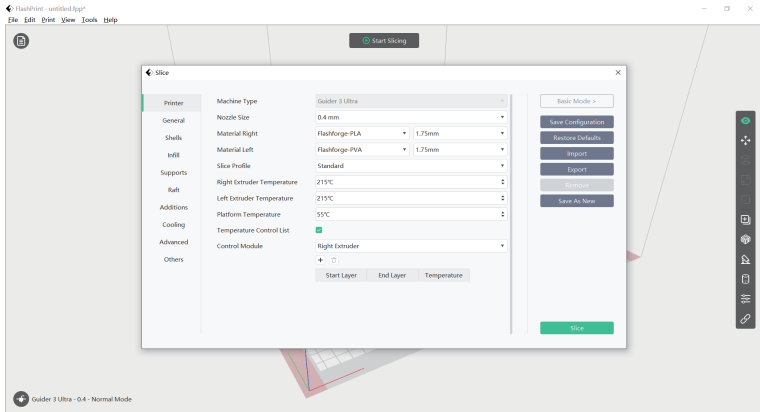 FlashPrint - untitled.fpp*
File Edit Print View Tools Help
Start Slicing
Slice
Printer
General
Shells
Infill
Supports
Raft
Additions
Cooling
Advanced
Others
Machine Type Guider 3 Ultra
Nozzle Size 0.4 mm
Material Right Flashforge-PLA 1.75mm
Material Left Flashforge-PVA 1.75mm
Slice Profile Standard
Right Extruder Temperature 215℃
Left Extruder Temperature 215℃
Platform Temperature 55℃
Temperature Control List
Control Module Right Extruder
Start Layer End Layer Temperature
Basic Mode >
Save Configuration
Restore Defaults
Import
Export
Remove
Save As New
Slice
Guider 3 Ultra - 0.4 - Normal Mode